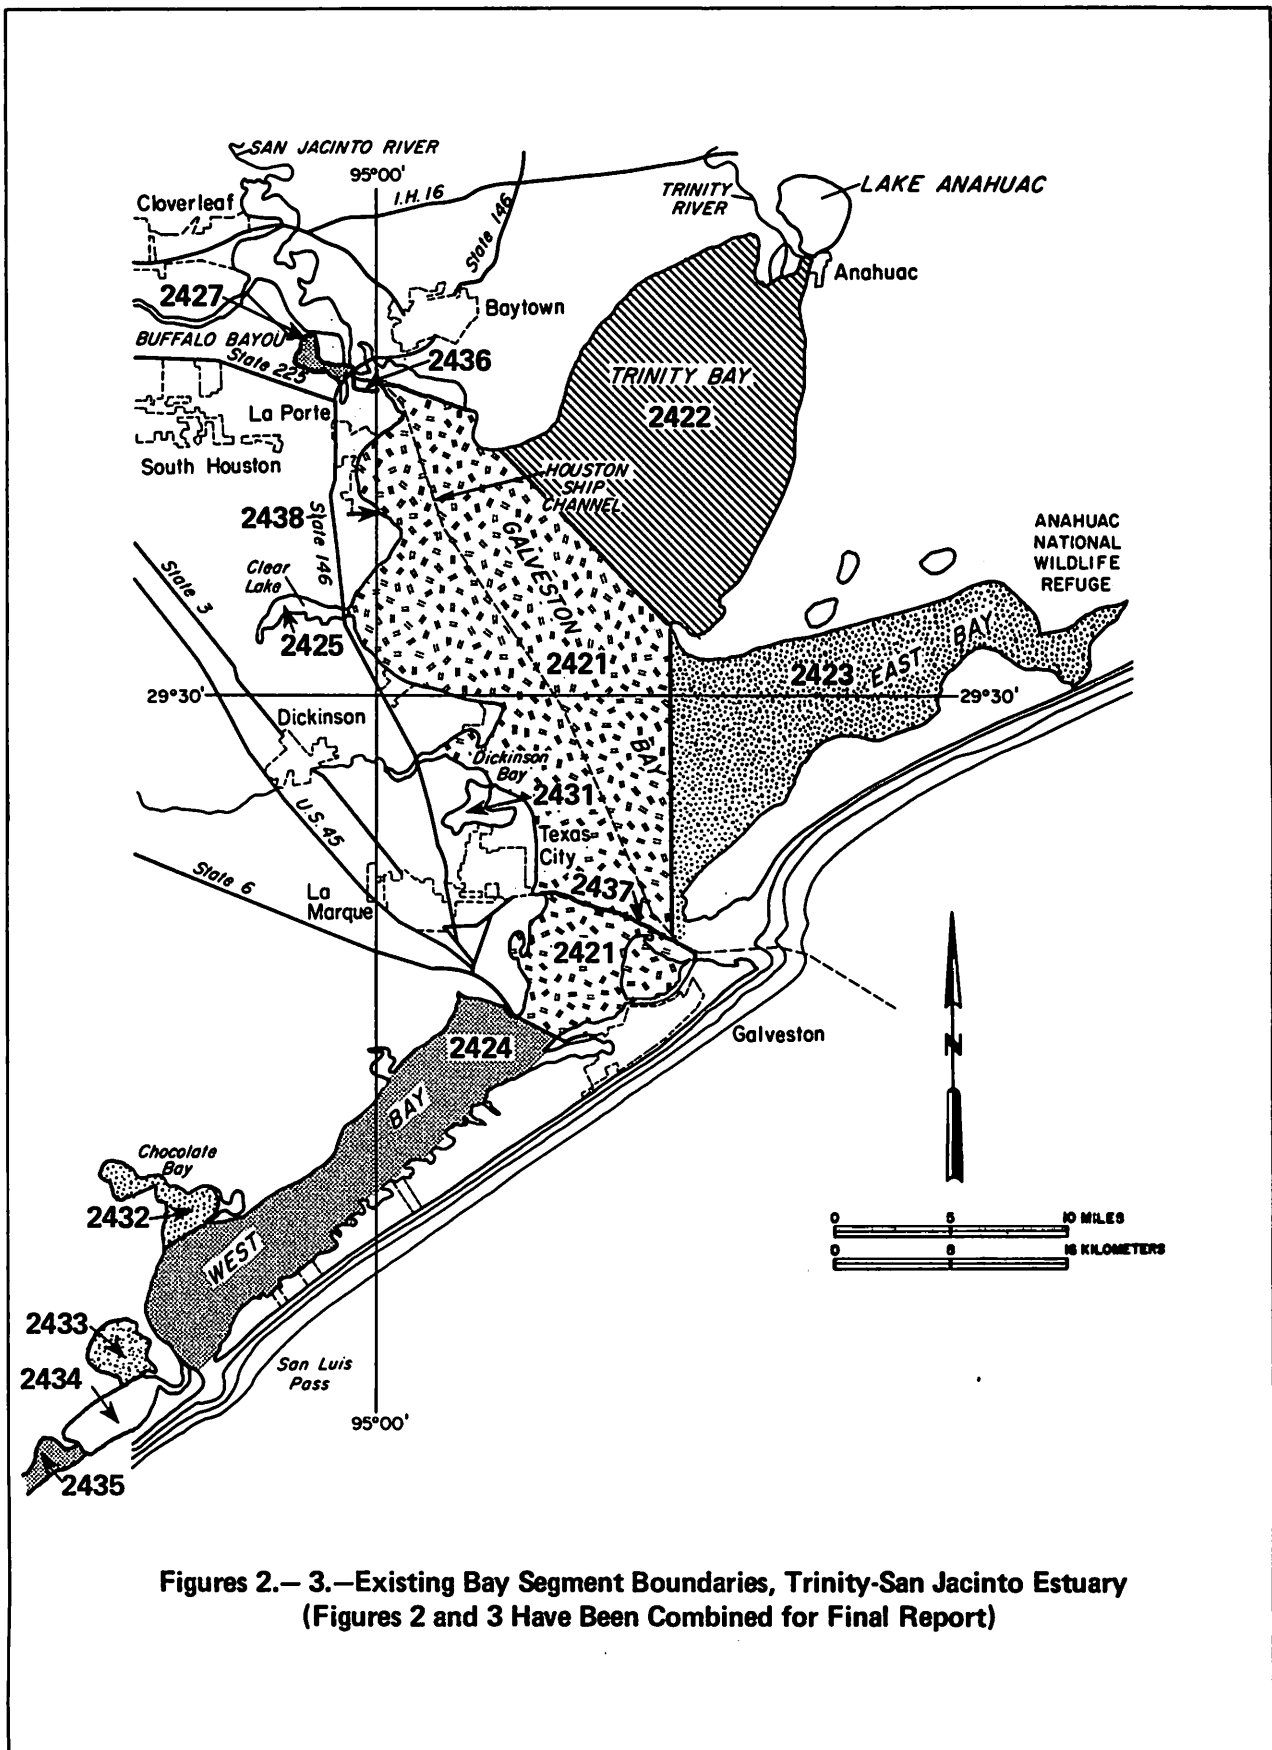 SAN JACINTO RIVER
95°00'
Cloverleaf
I.H. 16
State 146
TRINITY
RIVER
LAKE ANAHUAC
Anahuac
2427
Baytown
BUFFALO BAYOU
State 225
2436
TRINITY BAY
2422
La Porte
South Houston
HOUSTON
SHIP
CHANNEL
2438
State 146
GALVESTON
BAY
ANAHUAC
NATIONAL
WILDLIFE
REFUGE
State 3
Clear
Lake
2425
2421
2423
EAST BAY
29°30'
29°30'
Dickinson
Dickinson
Bay
2431
U.S. 45
Texas
City
State 6
La
Marque
2437
2421
Galveston
2424
WEST BAY
N
Chocolate
Bay
2432
0 5 10 MILES
0 8 16 KILOMETERS
2433
2434
San Luis
Pass
95°00'
2435
Figures 2.– 3.–Existing Bay Segment Boundaries, Trinity-San Jacinto Estuary
(Figures 2 and 3 Have Been Combined for Final Report)